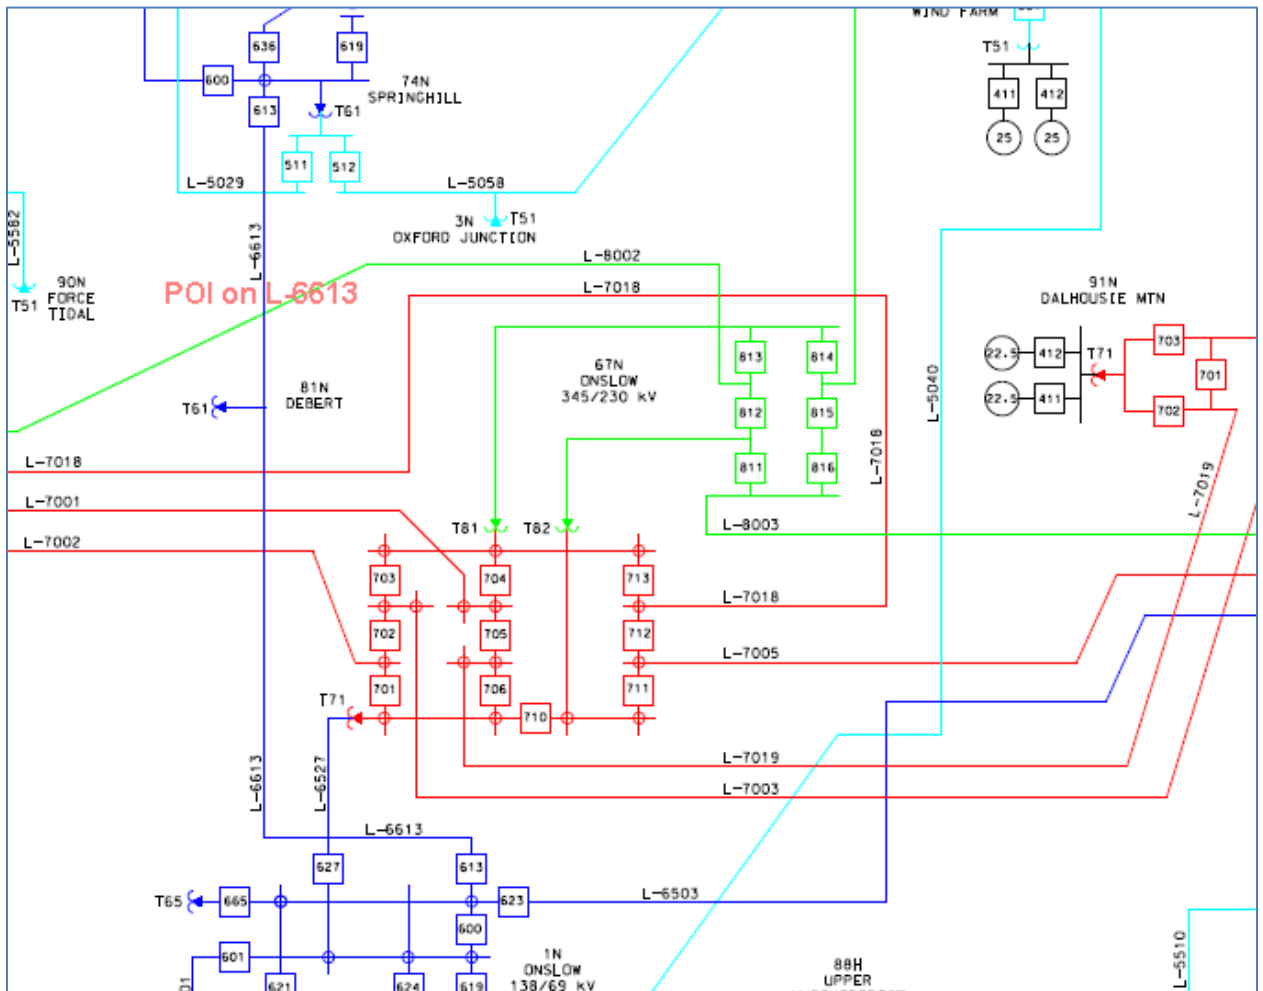 WIND FARM
636
619
T51
600
74N
SPRINGHILL
411
412
613
T61
25
25
511
512
L-5029
L-5058
3N
T51
OXFORD JUNCTION
L-5582
L-6613
L-8002
90N
FORCE
TIDAL
T51
POI on L-6613
L-7018
91N
DALHOUSIE MTN
813
814
22.5
412
T71
703
67N
ONSLOW
345/230 kV
701
81N
DEBERT
L-5040
22.5
411
702
T61
812
815
L-7018
L-7018
811
816
L-7019
L-7001
T81
T82
L-8003
L-7002
703
704
713
L-7018
702
705
712
L-7005
701
706
711
T71
710
L-6613
L-6527
L-7019
L-7003
L-6613
627
613
T65
665
623
L-6503
600
601
1N
ONSLOW
138/69 kV
88H
UPPER
L-5510
621
624
619
01